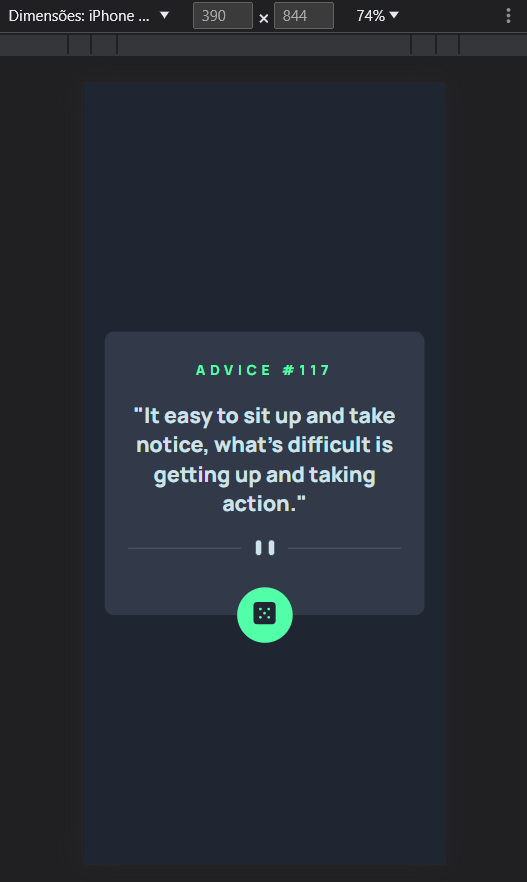 Dimensões: iPhone ... 390 × 844 74%
ADVICE #117
"It easy to sit up and take
notice, what's difficult is
getting up and taking
action."